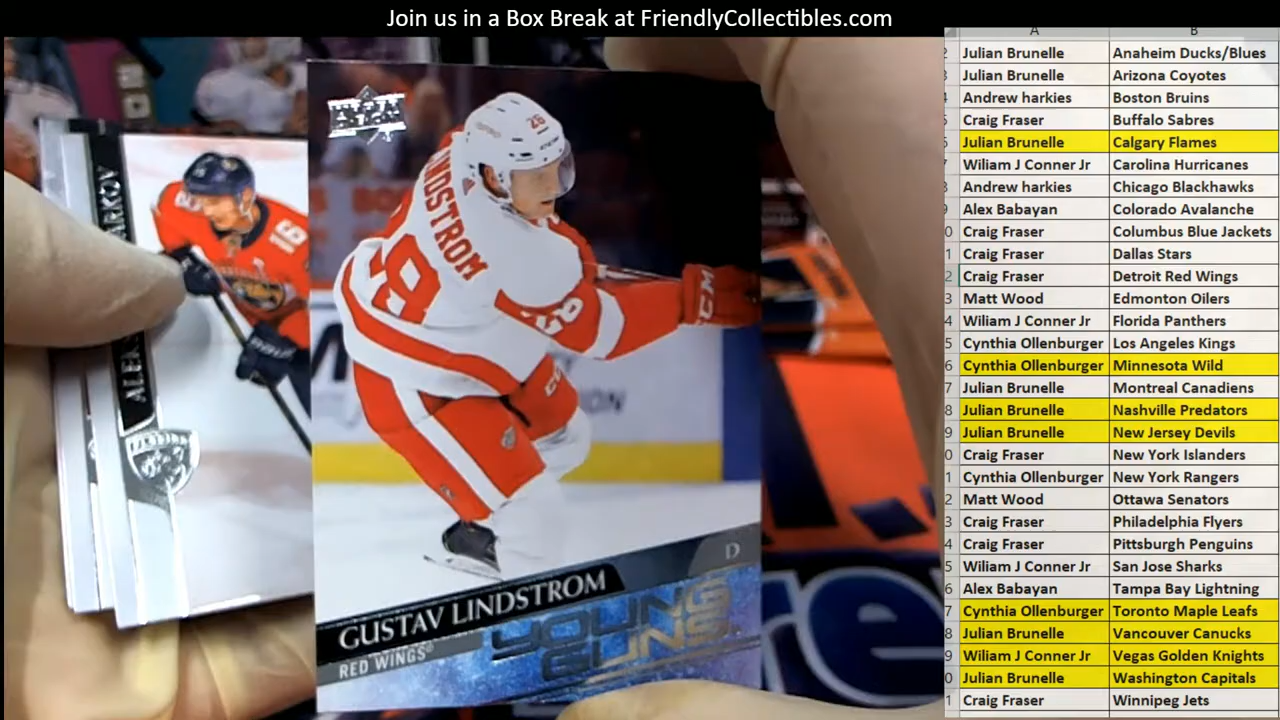 Join us in a Box Break at FriendlyCollectibles.com
A B
Julian Brunelle Anaheim Ducks/Blues
Julian Brunelle Arizona Coyotes
Andrew harkies Boston Bruins
Craig Fraser Buffalo Sabres
Julian Brunelle Calgary Flames
Wiliam J Conner Jr Carolina Hurricanes
Andrew harkies Chicago Blackhawks
Alex Babayan Colorado Avalanche
Craig Fraser Columbus Blue Jackets
Craig Fraser Dallas Stars
Craig Fraser Detroit Red Wings
Matt Wood Edmonton Oilers
Wiliam J Conner Jr Florida Panthers
Cynthia Ollenburger Los Angeles Kings
Cynthia Ollenburger Minnesota Wild
Julian Brunelle Montreal Canadiens
Julian Brunelle Nashville Predators
Julian Brunelle New Jersey Devils
Craig Fraser New York Islanders
Cynthia Ollenburger New York Rangers
Matt Wood Ottawa Senators
Craig Fraser Philadelphia Flyers
Craig Fraser Pittsburgh Penguins
Wiliam J Conner Jr San Jose Sharks
Alex Babayan Tampa Bay Lightning
Cynthia Ollenburger Toronto Maple Leafs
Julian Brunelle Vancouver Canucks
Wiliam J Conner Jr Vegas Golden Knights
Julian Brunelle Washington Capitals
Craig Fraser Winnipeg Jets
UPPER DECK
28
LINDSTROM
28
28
CCM
16
D
GUSTAV LINDSTROM
RED WINGS
YOUNG
GUNS